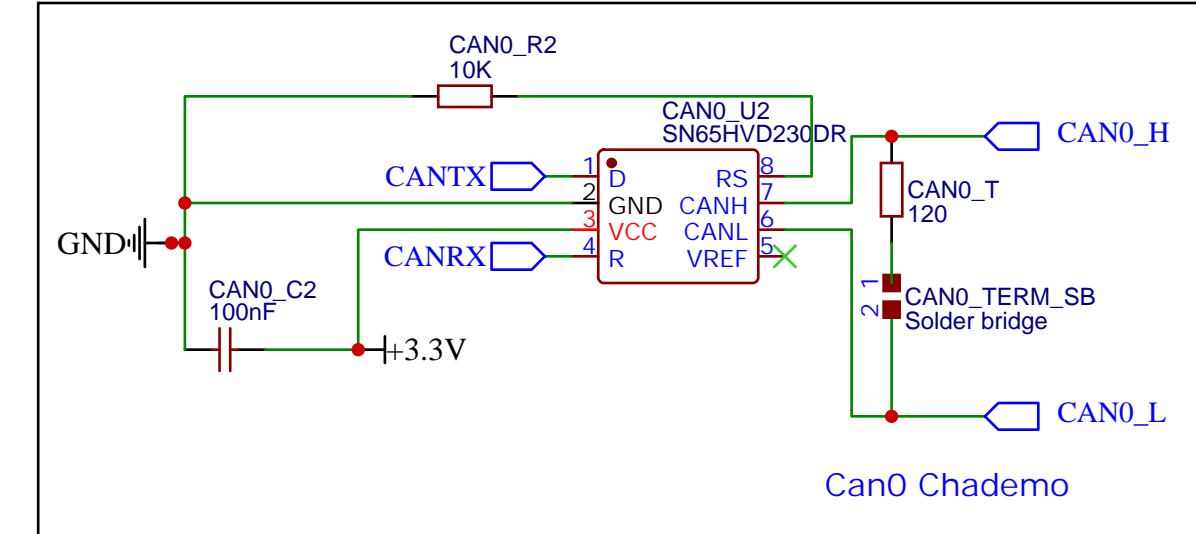 CAN0_R2
10K
CAN0_U2
SN65HVD230DR
CAN0_H
CANTX
1
D
RS
8
2
GND
CANH
7
CAN0_T
120
3
VCC
CANL
6
GND
CANRX
4
R
VREF
5
CAN0_C2
100nF
1
2
CAN0_TERM_SB
Solder bridge
+3.3V
CAN0_L
Can0 Chademo